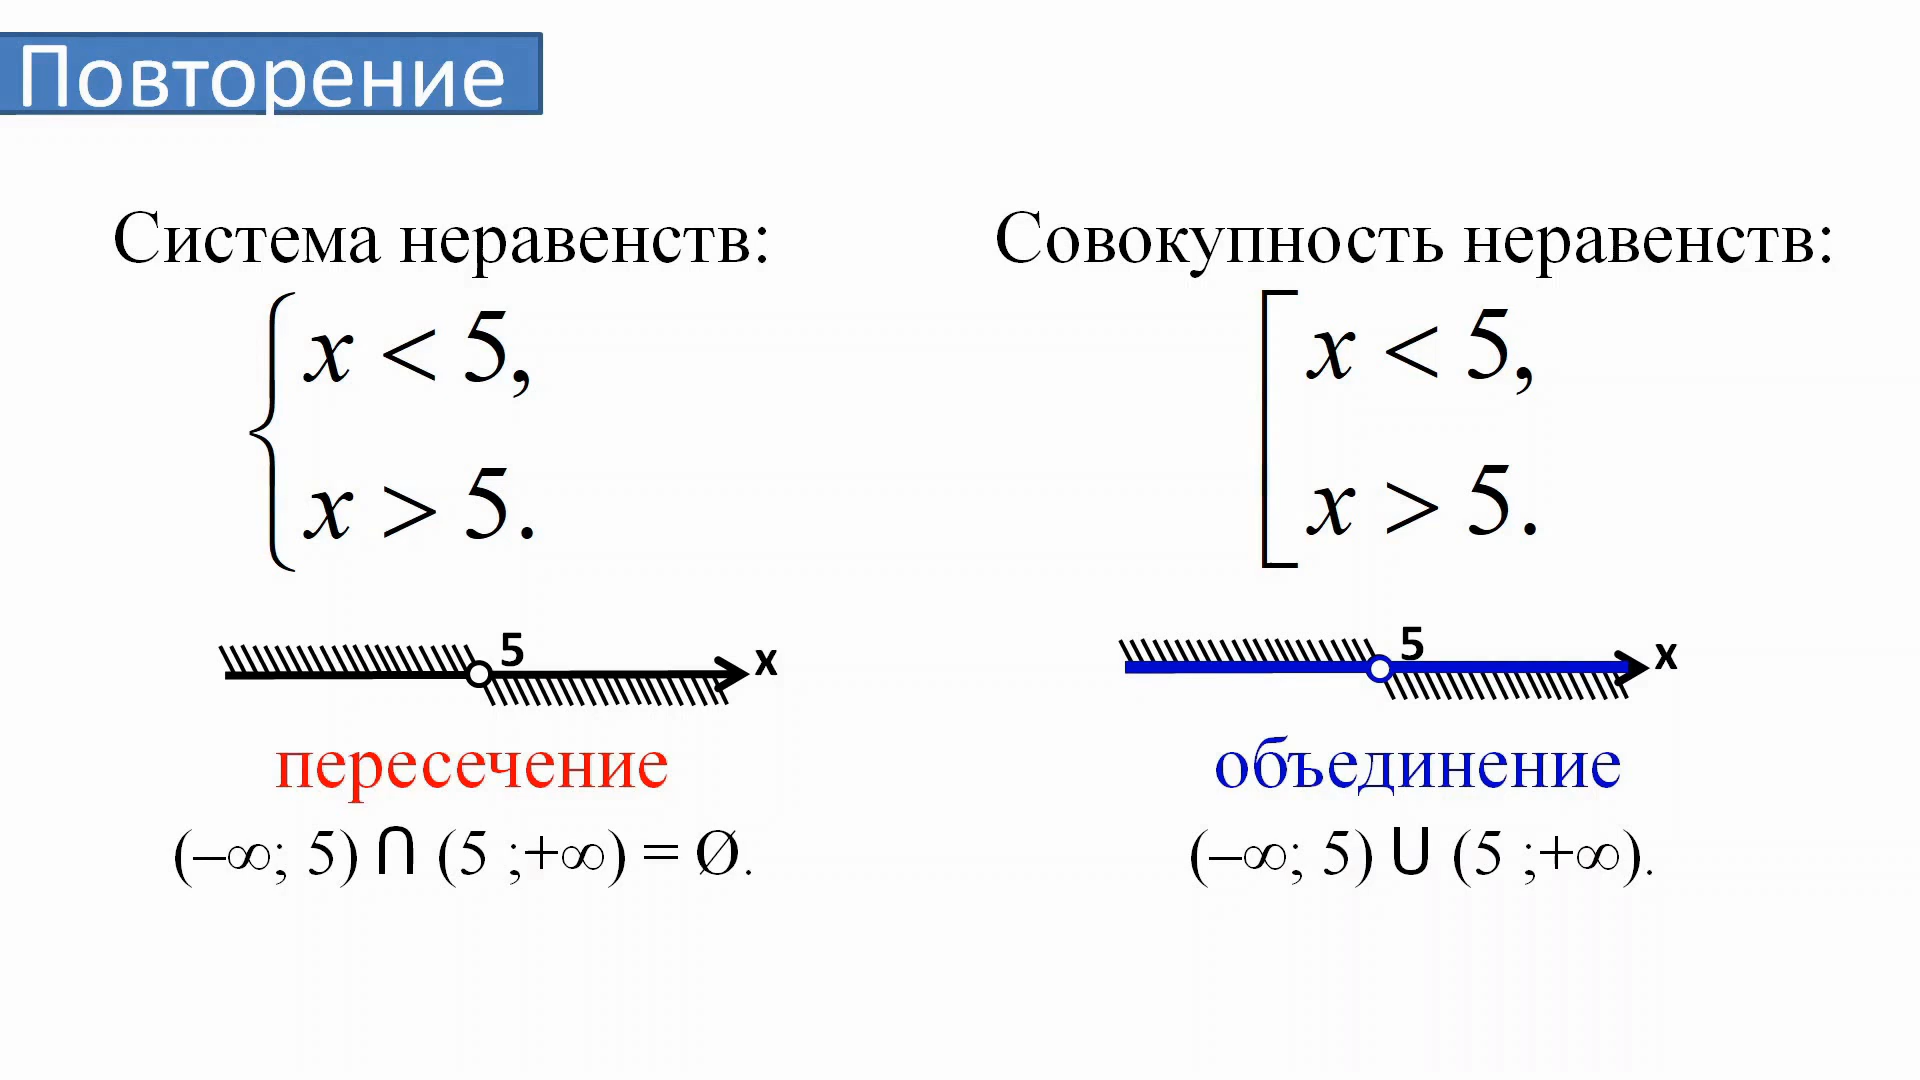 Повторение
Система неравенств:
x < 5,
x > 5.
5
x
пересечение
(–∞; 5) ∩ (5 ;+∞) = Ø.
Совокупность неравенств:
x < 5,
x > 5.
5
x
объединение
(–∞; 5) U (5 ;+∞).